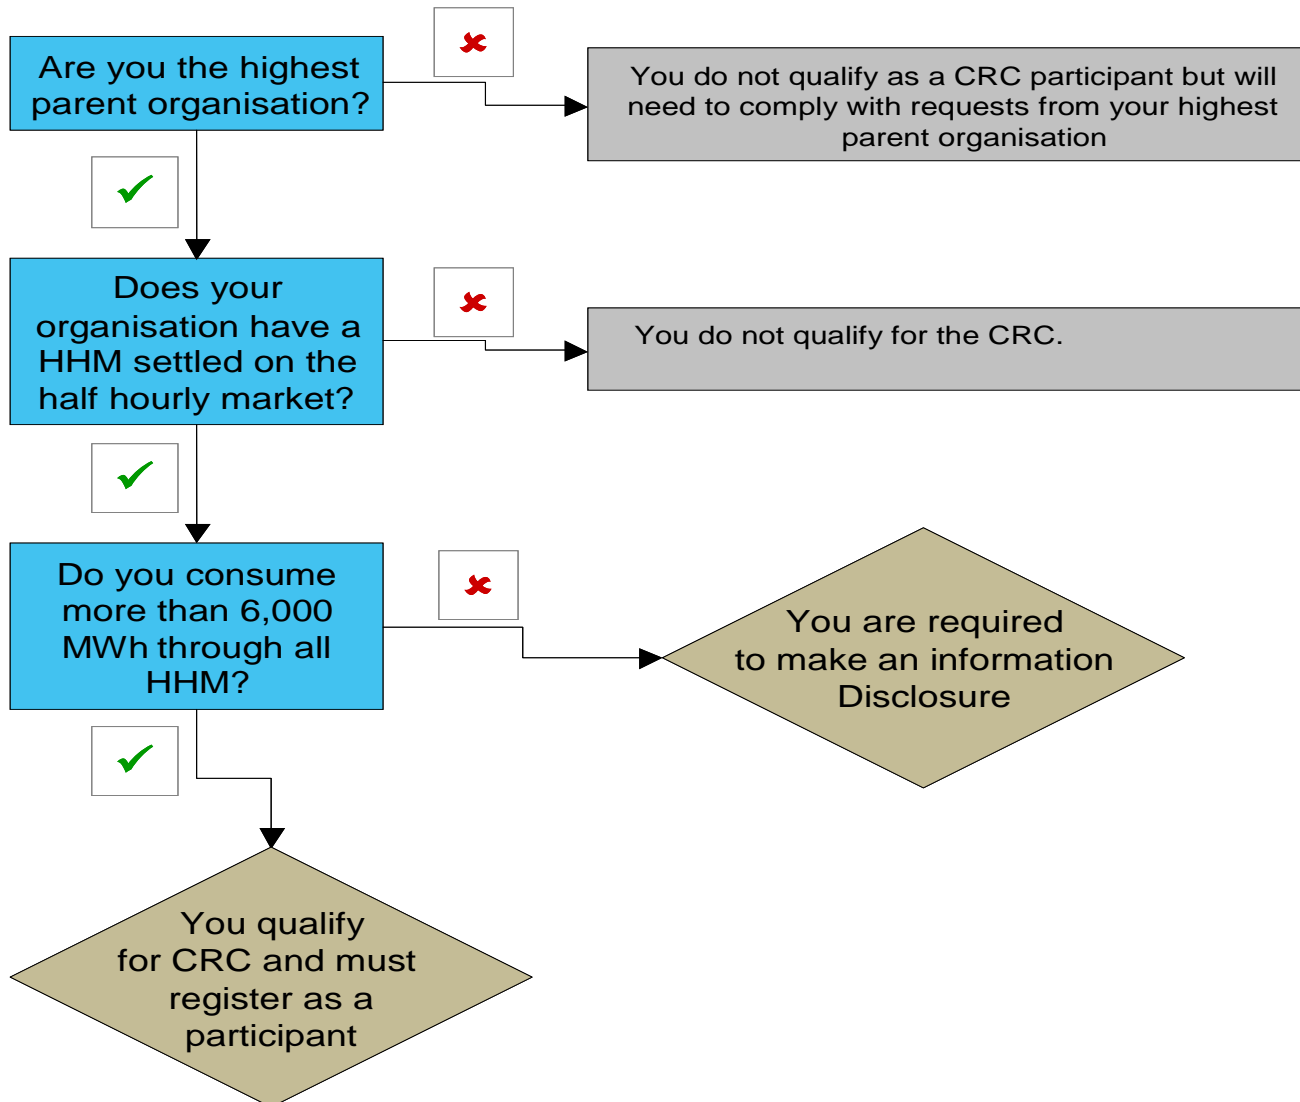 Are you the highest
parent organisation?
You do not qualify as a CRC participant but will
need to comply with requests from your highest
parent organisation
Does your
organisation have a
HHM settled on the
half hourly market?
You do not qualify for the CRC.
Do you consume
more than 6,000
MWh through all
HHM?
You are required
to make an information
Disclosure
You qualify
for CRC and must
register as a
participant